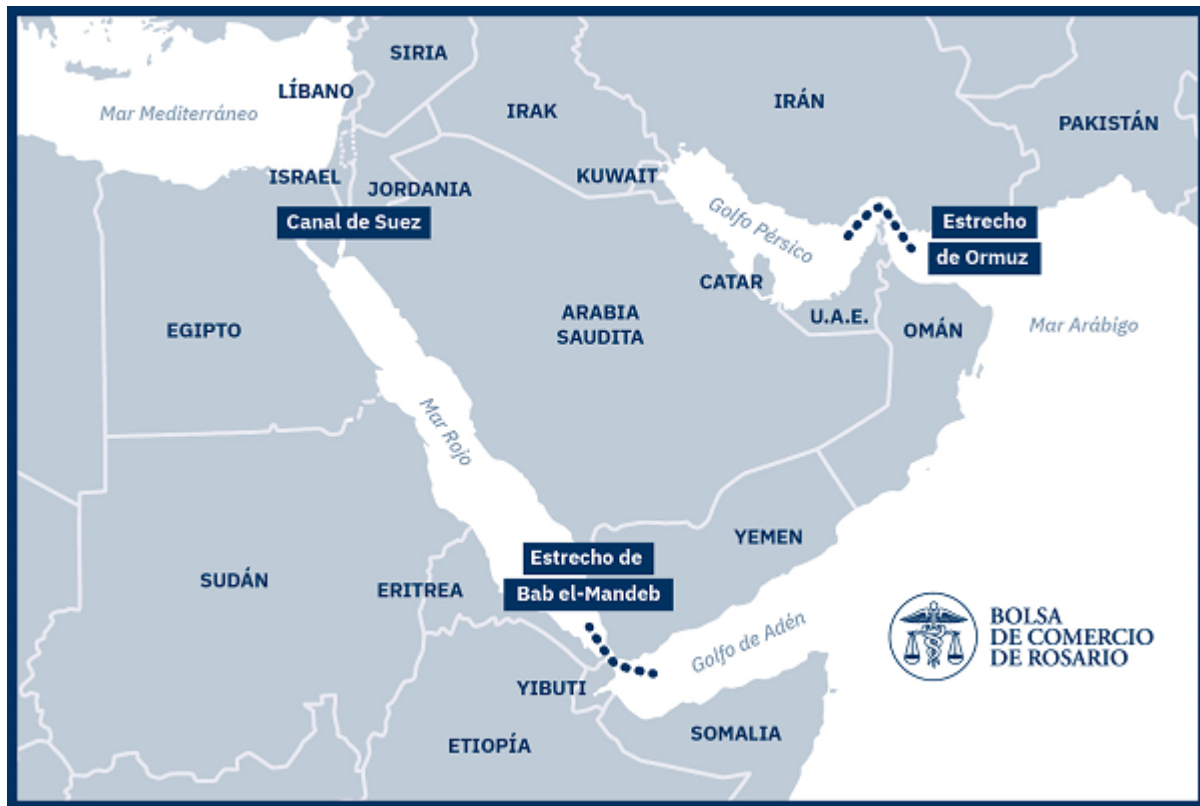 SIRIA
LÍBANO
Mar Mediterráneo
IRAK
IRÁN
PAKISTÁN
ISRAEL
JORDANIA
KUWAIT
Canal de Suez
Golfo Pérsico
Estrecho
de Ormuz
CATAR
EGIPTO
ARABIA
SAUDITA
U.A.E.
OMÁN
Mar Arábigo
Mar Rojo
YEMEN
Estrecho de
Bab el-Mandeb
SUDÁN
ERITREA
Golfo de Adén
BOLSA
DE COMERCIO
DE ROSARIO
YIBUTI
ETIOPÍA
SOMALIA